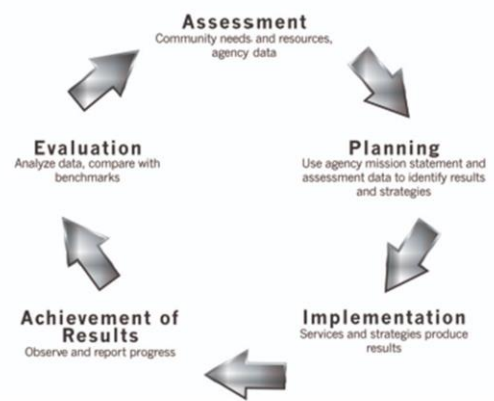 Assessment
Community needs and resources,
agency data
Evaluation
Analyze data, compare with
benchmarks
Planning
Use agency mission statement and
assessment data to identify results
and strategies
Achievement of
Results
Observe and report progress
Implementation
Services and strategies produce
results